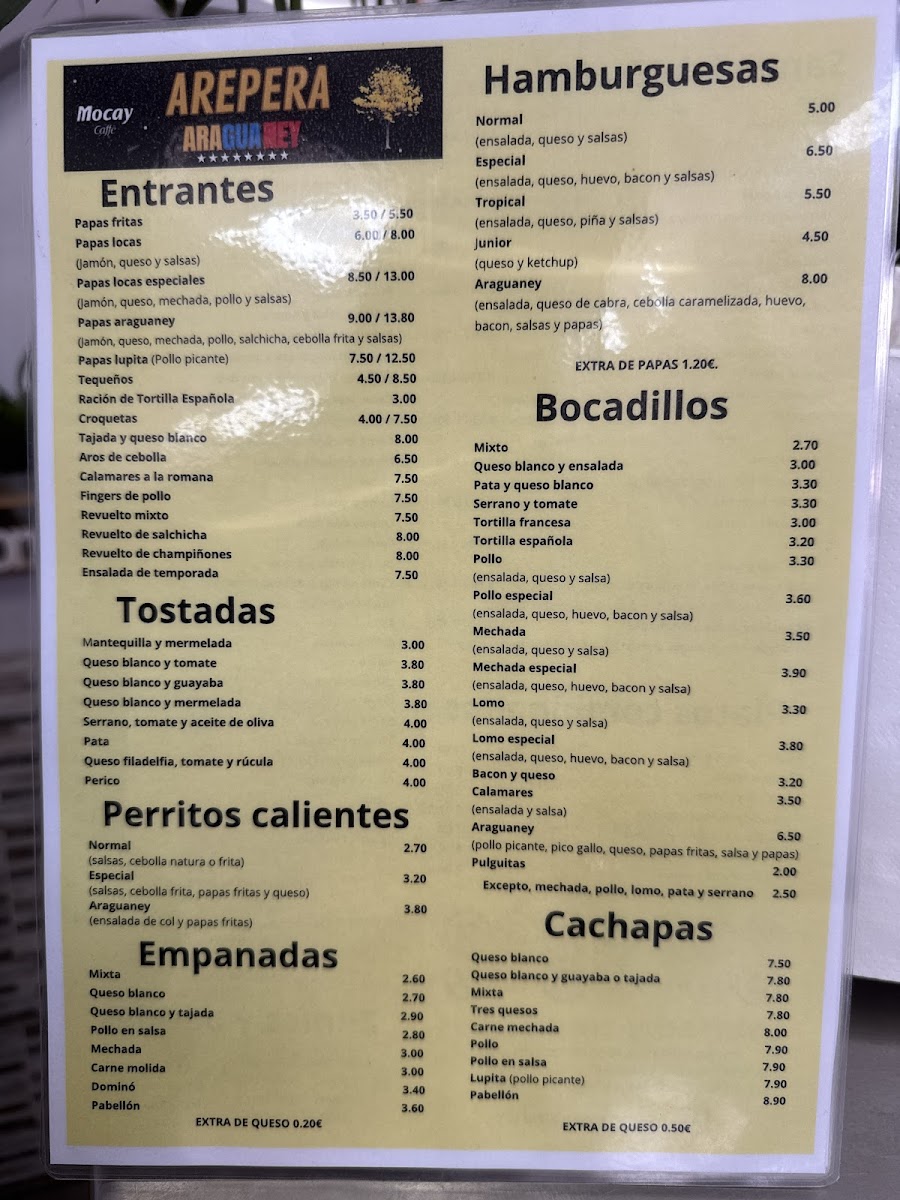 Mocay
Caffè
AREPERA
ARAGUANEY
Entrantes
Papas fritas 3.50 / 5.50
Papas locas 6.00 / 8.00
(Jamón, queso y salsas)
Papas locas especiales 8.50 / 13.00
(Jamón, queso, mechada, pollo y salsas)
Papas araguaney 9.00 / 13.80
(Jamón, queso, mechada, pollo, salchicha, cebolla frita y salsas)
Papas lupita (Pollo picante) 7.50 / 12.50
Tequeños 4.50 / 8.50
Ración de Tortilla Española 3.00
Croquetas 4.00 / 7.50
Tajada y queso blanco 8.00
Aros de cebolla 6.50
Calamares a la romana 7.50
Fingers de pollo 7.50
Revuelto mixto 7.50
Revuelto de salchicha 8.00
Revuelto de champiñones 8.00
Ensalada de temporada 7.50
Tostadas
Mantequilla y mermelada 3.00
Queso blanco y tomate 3.80
Queso blanco y guayaba 3.80
Queso blanco y mermelada 3.80
Serrano, tomate y aceite de oliva 4.00
Pata 4.00
Queso filadelfia, tomate y rúcula 4.00
Perico 4.00
Perritos calientes
Normal 2.70
(salsas, cebolla natura o frita)
Especial 3.20
(salsas, cebolla frita, papas fritas y queso)
Araguaney 3.80
(ensalada de col y papas fritas)
Empanadas
Mixta 2.60
Queso blanco 2.70
Queso blanco y tajada 2.90
Pollo en salsa 2.80
Mechada 3.00
Carne molida 3.00
Dominó 3.40
Pabellón 3.60
EXTRA DE QUESO 0.20€
Hamburguesas
Normal 5.00
(ensalada, queso y salsas)
Especial 6.50
(ensalada, queso, huevo, bacon y salsas)
Tropical 5.50
(ensalada, queso, piña y salsas)
Junior 4.50
(queso y ketchup)
Araguaney 8.00
(ensalada, queso de cabra, cebolla caramelizada, huevo,
bacon, salsas y papas)
EXTRA DE PAPAS 1.20€.
Bocadillos
Mixto 2.70
Queso blanco y ensalada 3.00
Pata y queso blanco 3.30
Serrano y tomate 3.30
Tortilla francesa 3.00
Tortilla española 3.20
Pollo 3.30
(ensalada, queso y salsa)
Pollo especial 3.60
(ensalada, queso, huevo, bacon y salsa)
Mechada 3.50
(ensalada, queso y salsa)
Mechada especial 3.90
(ensalada, queso, huevo, bacon y salsa)
Lomo 3.30
(ensalada, queso y salsa)
Lomo especial 3.80
(ensalada, queso, huevo, bacon y salsa)
Bacon y queso 3.20
Calamares 3.50
(ensalada y salsa)
Araguaney 6.50
(pollo picante, pico gallo, queso, papas fritas, salsa y papas)
Pulguitas 2.00
Excepto, mechada, pollo, lomo, pata y serrano 2.50
Cachapas
Queso blanco 7.50
Queso blanco y guayaba o tajada 7.80
Mixta 7.80
Tres quesos 7.80
Carne mechada 8.00
Pollo 7.90
Pollo en salsa 7.90
Lupita (pollo picante) 7.90
Pabellón 8.90
EXTRA DE QUESO 0.50€